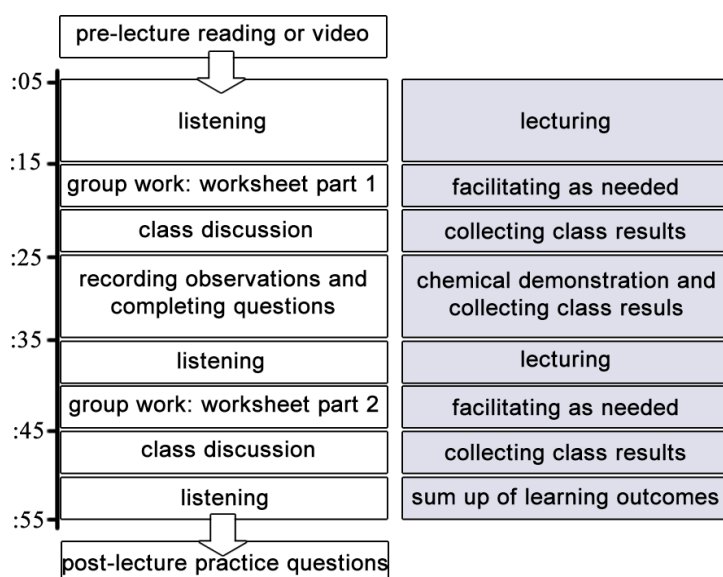 pre-lecture reading or video
:05
listening
lecturing
:15
group work: worksheet part 1
facilitating as needed
class discussion
collecting class results
:25
recording observations and
completing questions
chemical demonstration and
collecting class resuls
:35
listening
lecturing
group work: worksheet part 2
facilitating as needed
:45
class discussion
collecting class results
listening
sum up of learning outcomes
:55
post-lecture practice questions